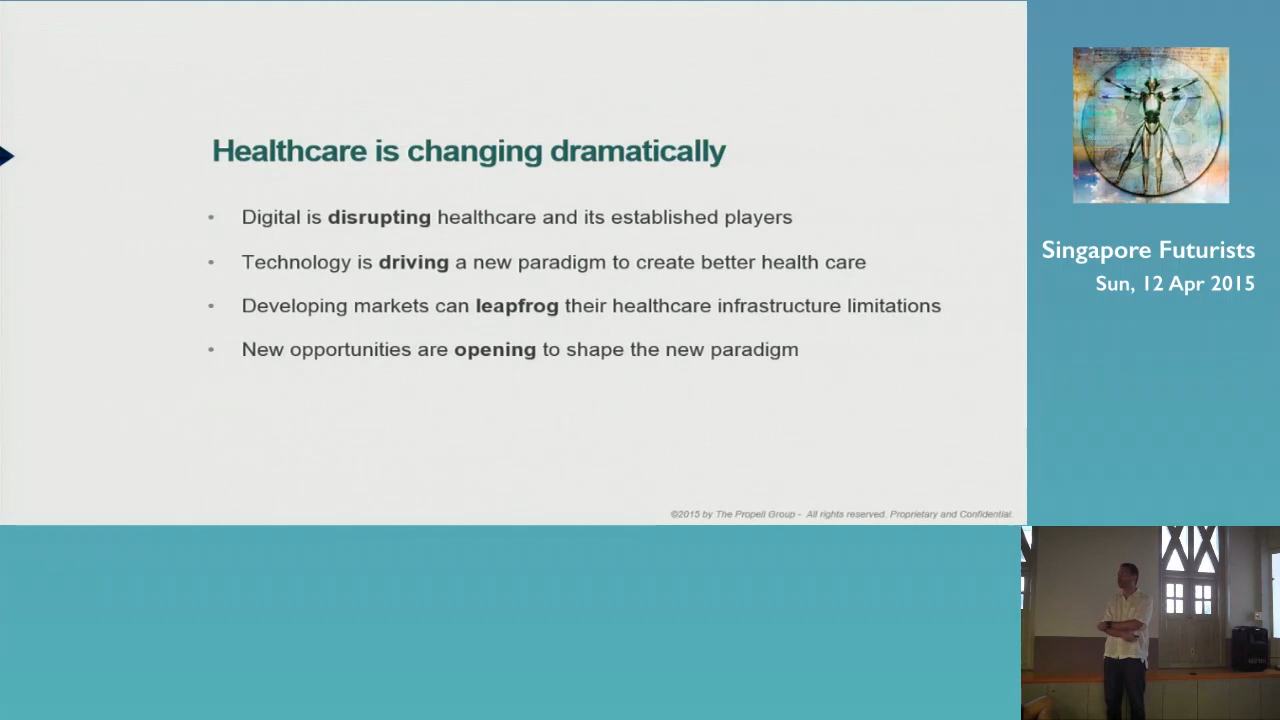 Healthcare is changing dramatically
• Digital is disrupting healthcare and its established players
• Technology is driving a new paradigm to create better health care
• Developing markets can leapfrog their healthcare infrastructure limitations
• New opportunities are opening to shape the new paradigm
©2015 by The Propell Group - All rights reserved. Proprietary and Confidential.
Singapore Futurists
Sun, 12 Apr 2015